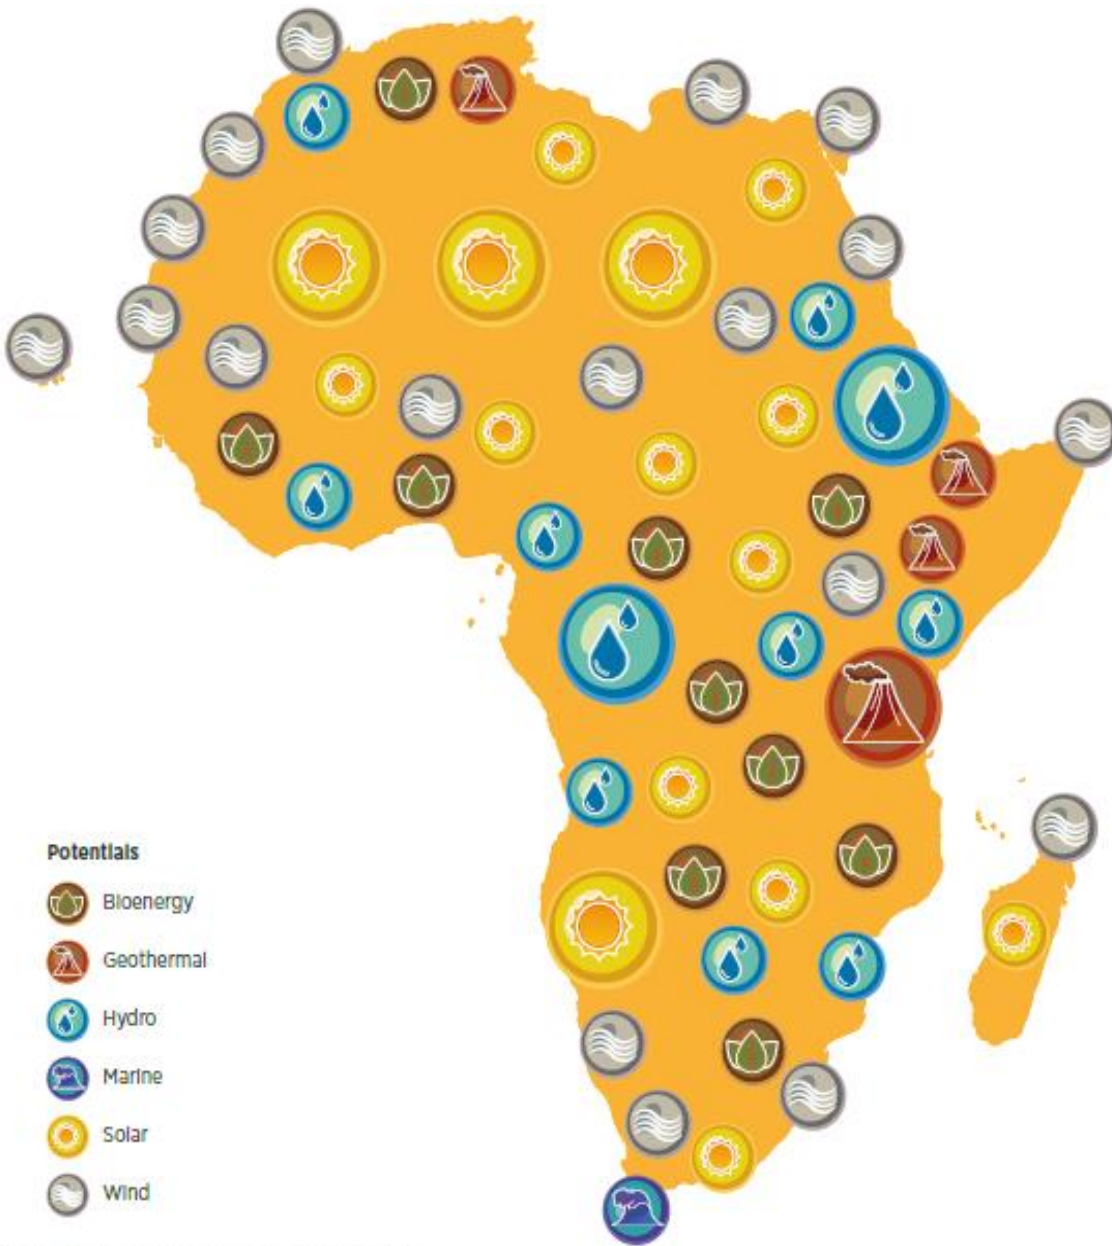 Potentials
Bioenergy
Geothermal
Hydro
Marine
Solar
Wind